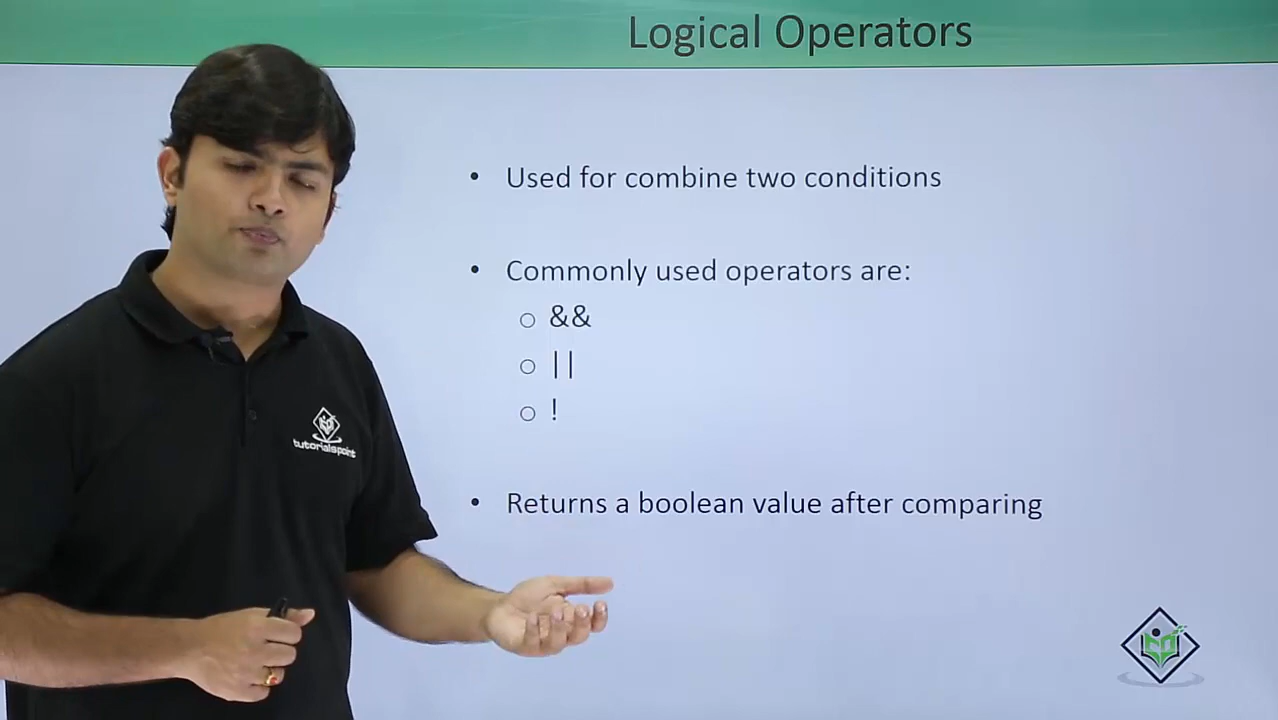 Logical Operators
• Used for combine two conditions
• Commonly used operators are:
o &&
o ||
o !
• Returns a boolean value after comparing
tutorialspoint